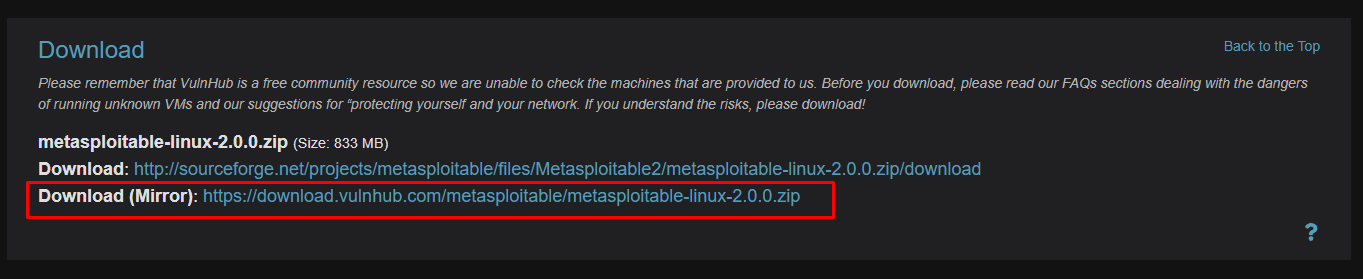 Download
Back to the Top
Please remember that VulnHub is a free community resource so we are unable to check the machines that are provided to us. Before you download, please read our FAQs sections dealing with the dangers
of running unknown VMs and our suggestions for “protecting yourself and your network. If you understand the risks, please download!
metasploitable-linux-2.0.0.zip (Size: 833 MB)
Download: http://sourceforge.net/projects/metasploitable/files/Metasploitable2/metasploitable-linux-2.0.0.zip/download
Download (Mirror): https://download.vulnhub.com/metasploitable/metasploitable-linux-2.0.0.zip
?